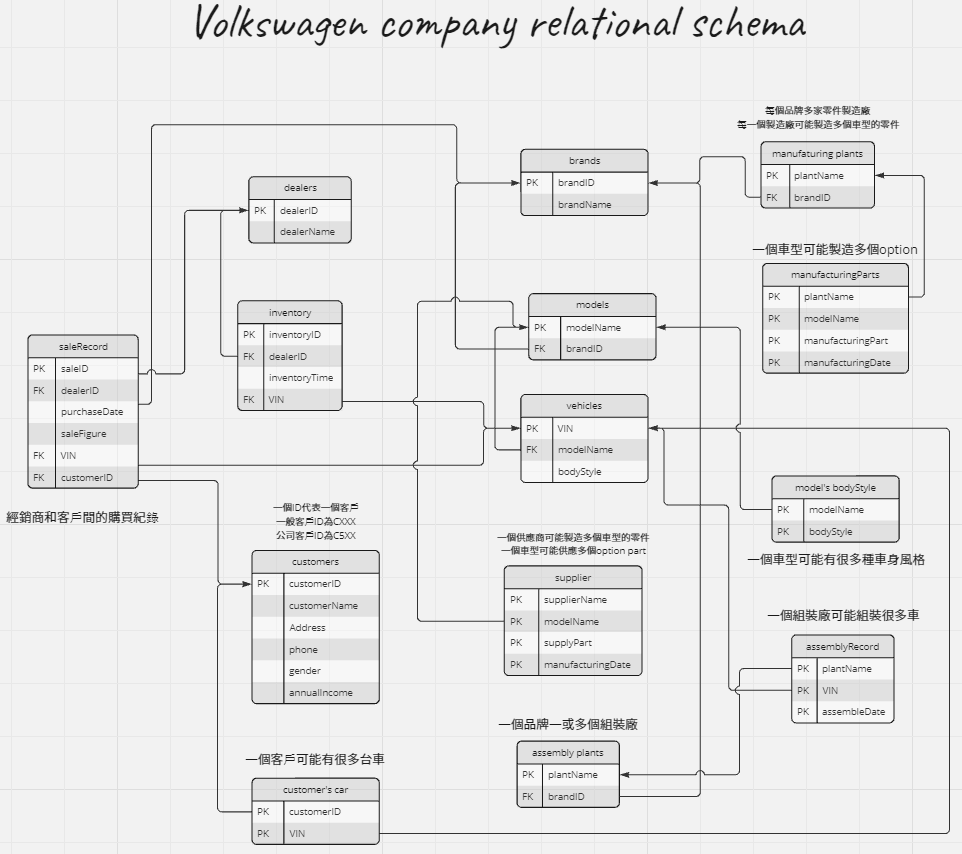 Volkswagen company relational schema
每個品牌多家零件製造廠
每一個製造廠可能製造多個車型的零件
manufaturing plants
PK plantName
FK brandID
brands
PK brandID
brandName
dealers
PK dealerID
dealerName
一個車型可能製造多個option
manufacturingParts
PK plantName
PK modelName
PK manufacturingPart
PK manufacturingDate
models
PK modelName
FK brandID
inventory
PK inventoryID
FK dealerID
inventoryTime
FK VIN
saleRecord
PK saleID
FK dealerID
purchaseDate
saleFigure
FK VIN
FK customerID
經銷商和客戶間的購買紀錄
vehicles
PK VIN
FK modelName
bodyStyle
model's bodyStyle
PK modelName
PK bodyStyle
一個車型可能有很多種車身風格
一個ID代表一個客戶
一般客戶ID為CXXX
公司客戶ID為C5XX
customers
PK customerID
customerName
Address
phone
gender
annualIncome
一個供應商可能製造多個車型的零件
一個車型可能供應多個option part
supplier
PK supplierName
PK modelName
PK supplyPart
PK manufacturingDate
一個組裝廠可能組裝很多車
assemblyRecord
PK plantName
PK VIN
PK assembleDate
一個品牌一或多個組裝廠
assembly plants
PK plantName
FK brandID
一個客戶可能有很多台車
customer's car
PK customerID
PK VIN